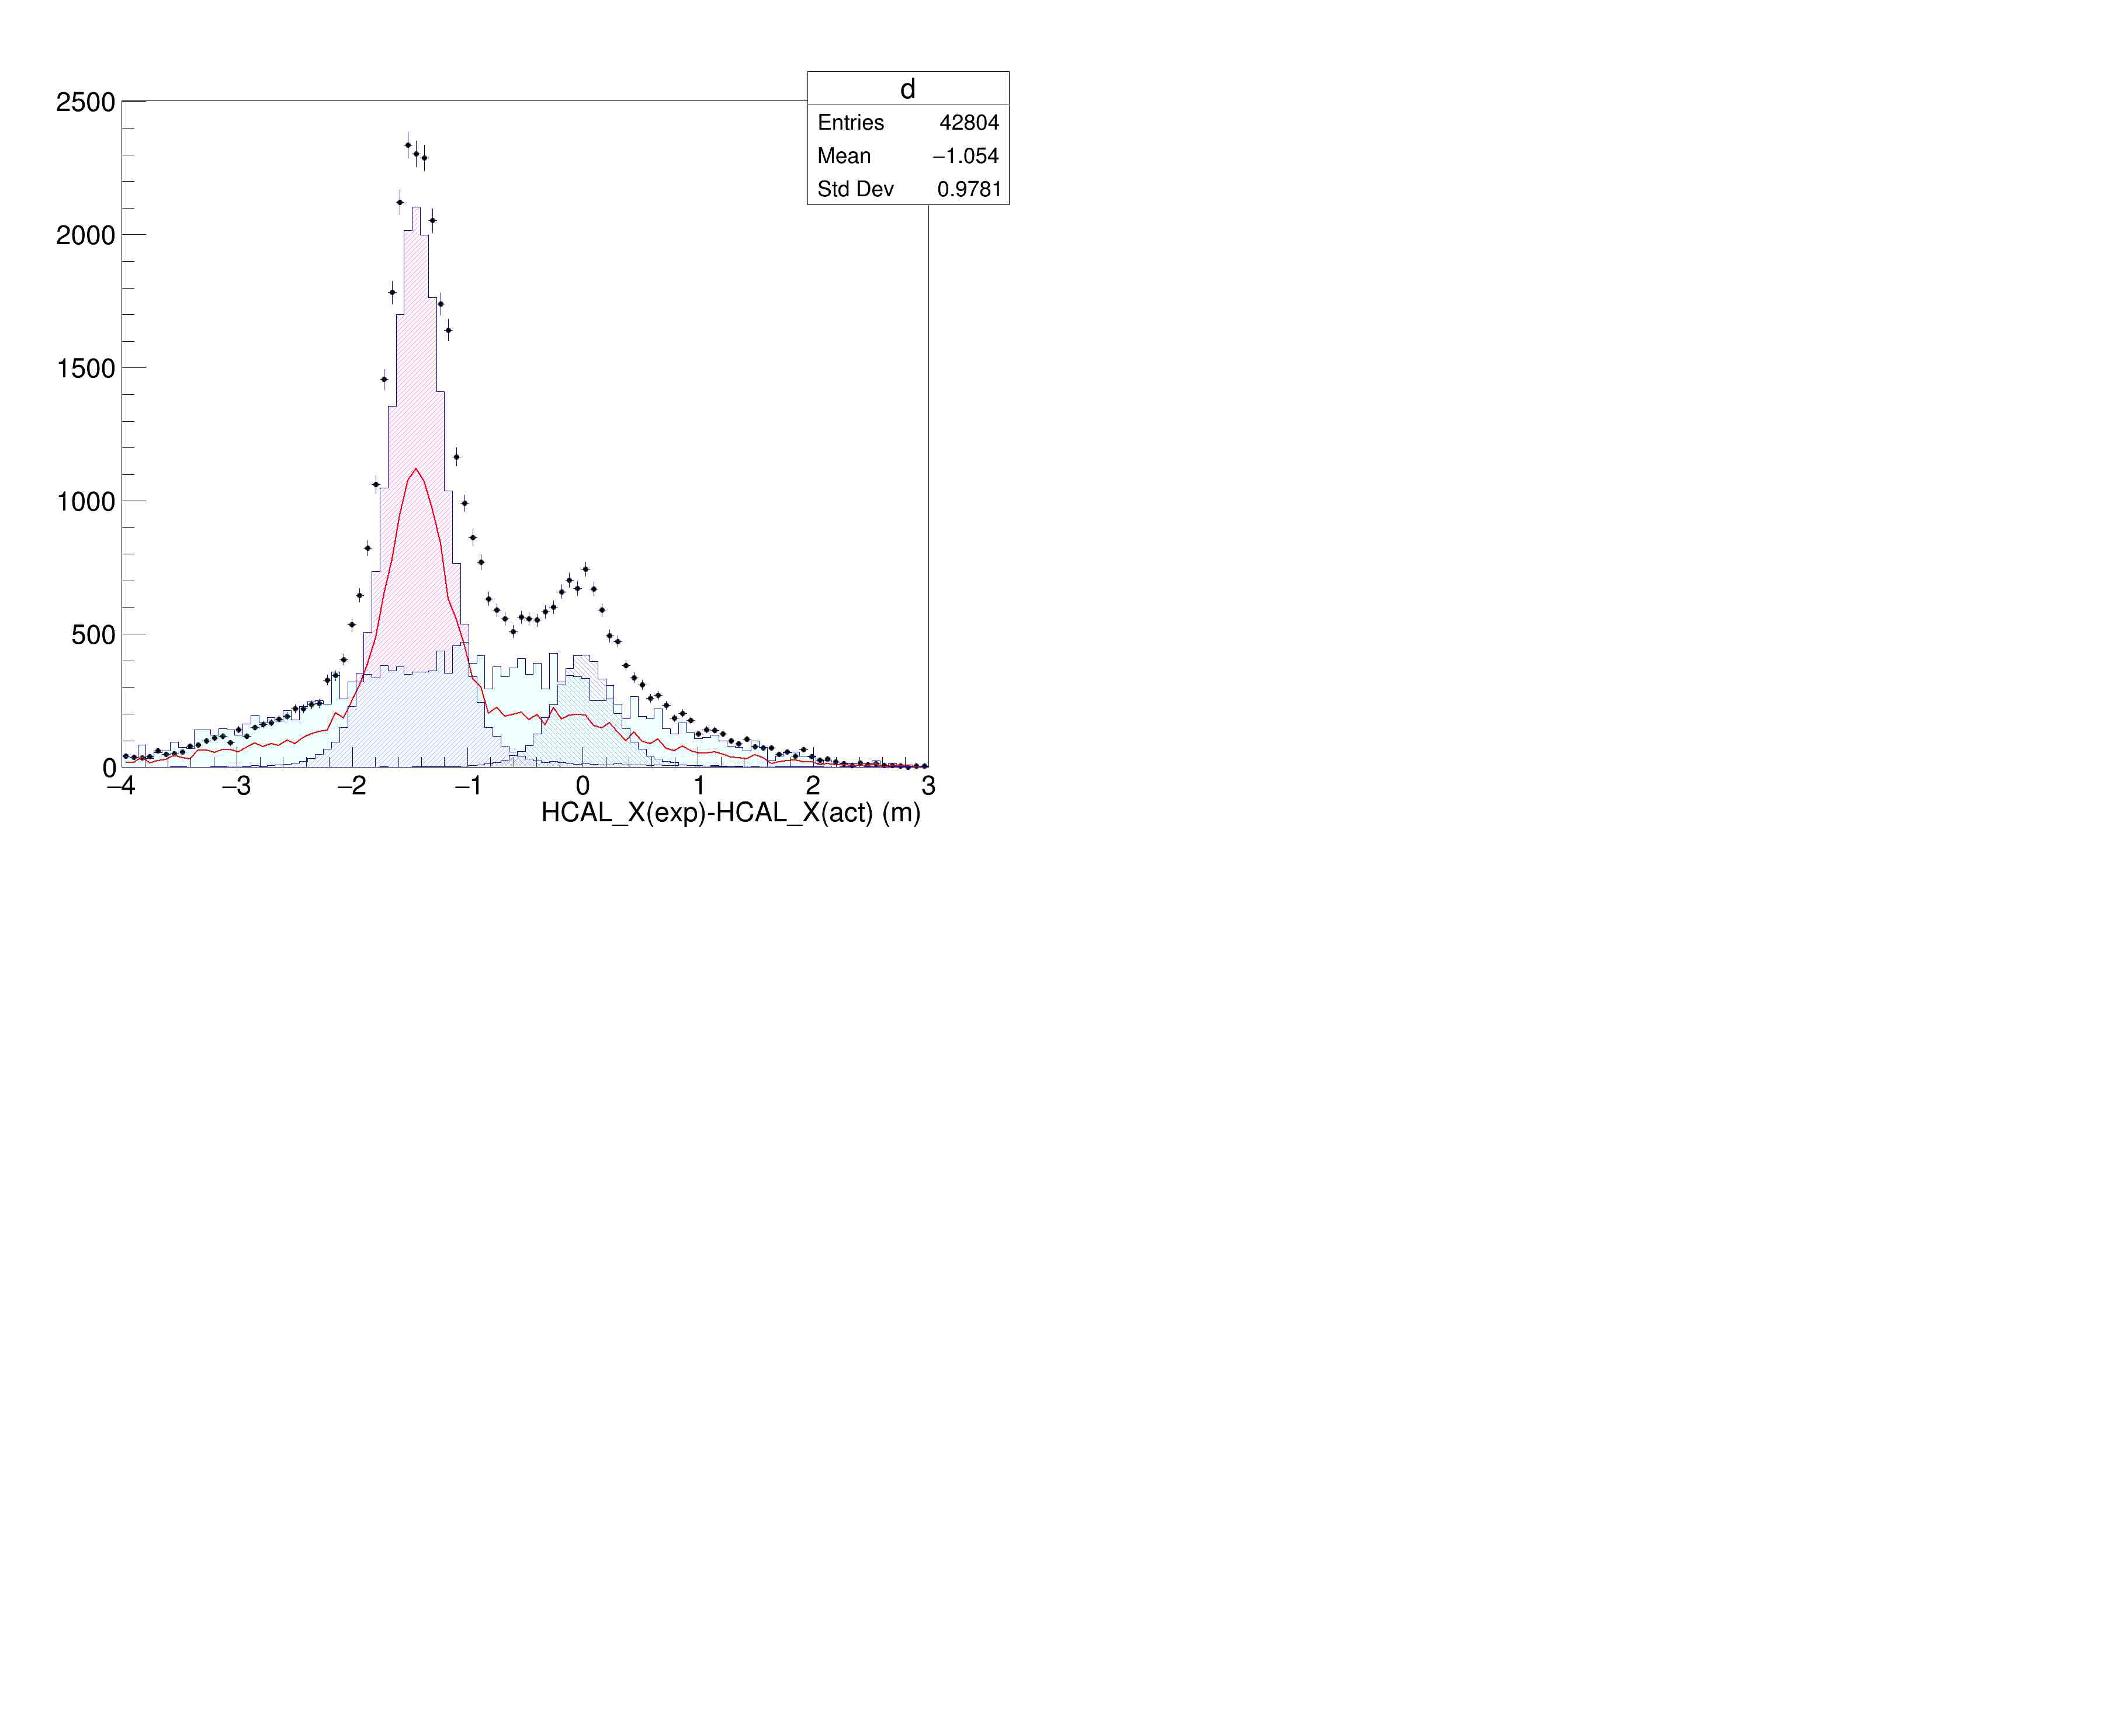 d
Entries 42804
Mean −1.054
Std Dev 0.9781
2500
2000
1500
1000
500
0
−4 −3 −2 −1 0 1 2 3
HCAL_X(exp)-HCAL_X(act) (m)